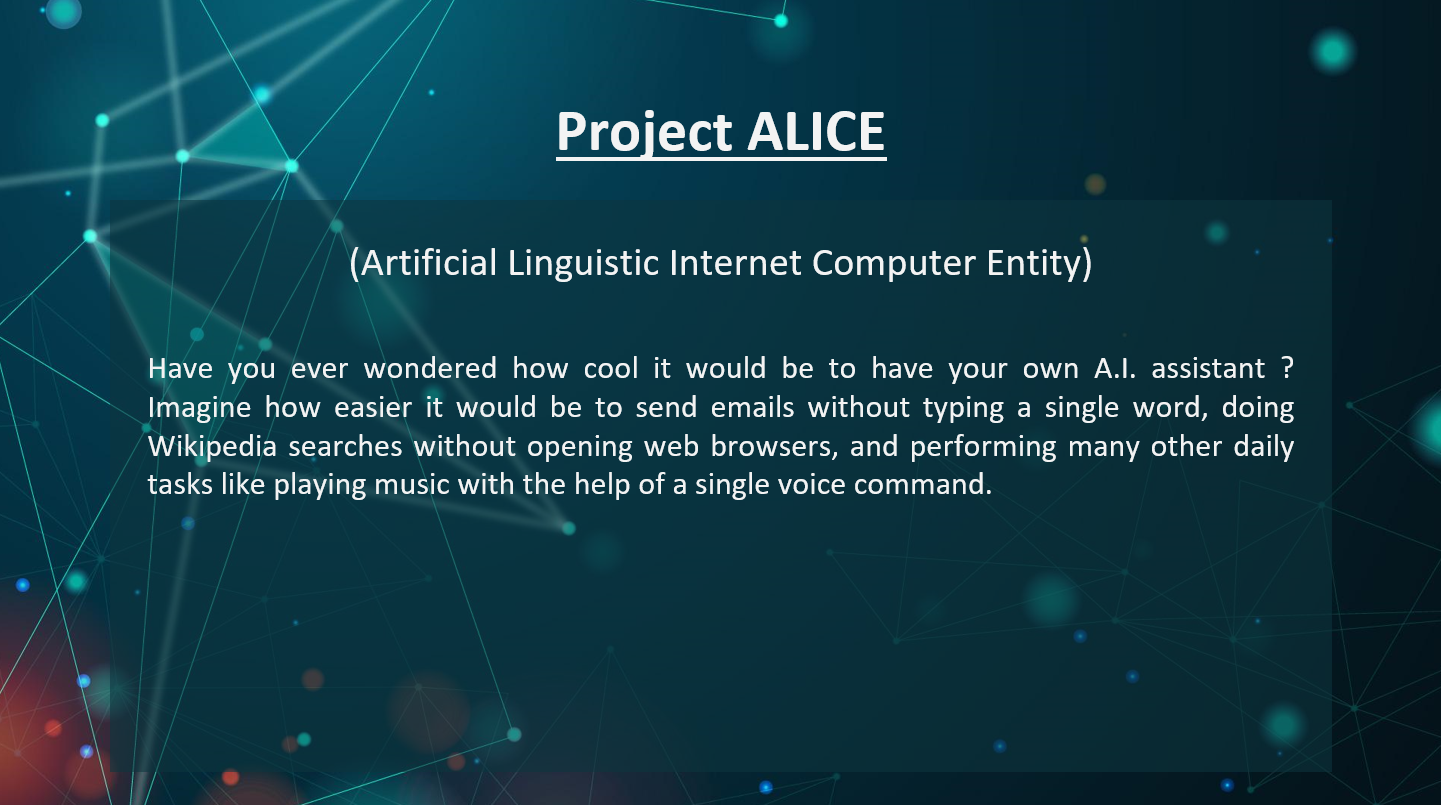 Project ALICE
(Artificial Linguistic Internet Computer Entity)
Have you ever wondered how cool it would be to have your own A.I. assistant ?
Imagine how easier it would be to send emails without typing a single word, doing
Wikipedia searches without opening web browsers, and performing many other daily
tasks like playing music with the help of a single voice command.